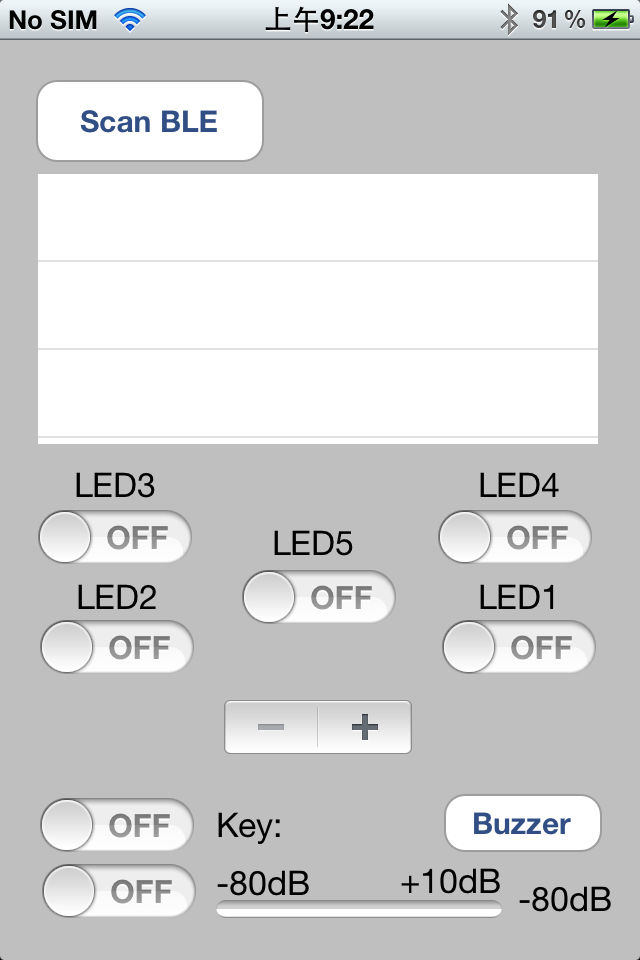 No SIM 上午9:22 91 %
Scan BLE
LED3 LED4
OFF OFF
LED5
OFF
LED2 LED1
OFF OFF
− +
OFF Key: Buzzer
OFF -80dB +10dB -80dB